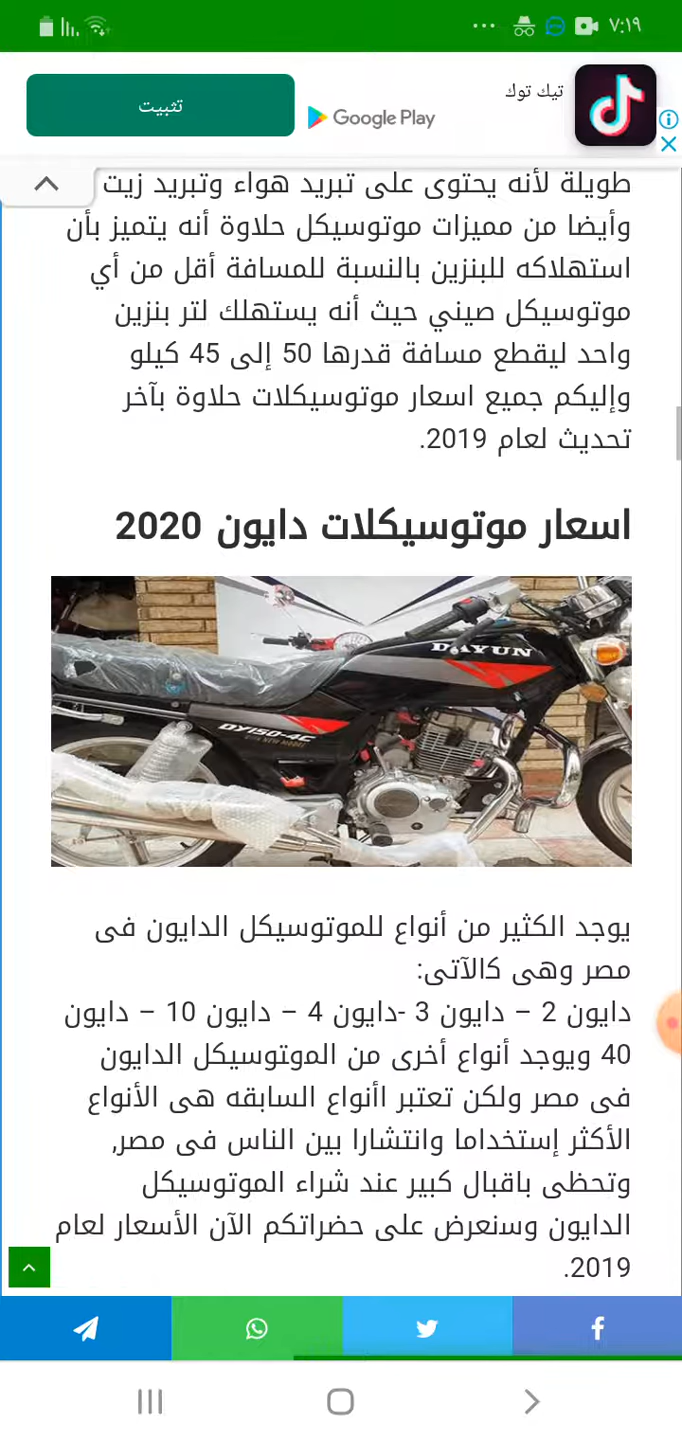 ٧:١٩
تيك توك
Google Play
تثبيت
طويلة لأنه يحتوى على تبريد هواء وتبريد زيت
وأيضا من مميزات موتوسيكل حلاوة أنه يتميز بأن
استهلاكه للبنزين بالنسبة للمسافة أقل من أي
موتوسيكل صيني حيث أنه يستهلك لتر بنزين
واحد ليقطع مسافة قدرها 50 إلى 45 كيلو
وإليكم جميع اسعار موتوسيكلات حلاوة بآخر
تحديث لعام 2019.
اسعار موتوسيكلات دايون 2020
DAYUN
DY150-4C
NEW MODEL
يوجد الكثير من أنواع للموتوسيكل الدايون فى
مصر وهى كالآتى:
دايون 2 – دايون 3 -دايون 4 – دايون 10 – دايون
40 ويوجد أنواع أخرى من الموتوسيكل الدايون
فى مصر ولكن تعتبر اأنواع السابقه هى الأنواع
الأكثر إستخداما وانتشارا بين الناس فى مصر,
وتحظى باقبال كبير عند شراء الموتوسيكل
الدايون وسنعرض على حضراتكم الآن الأسعار لعام
2019.